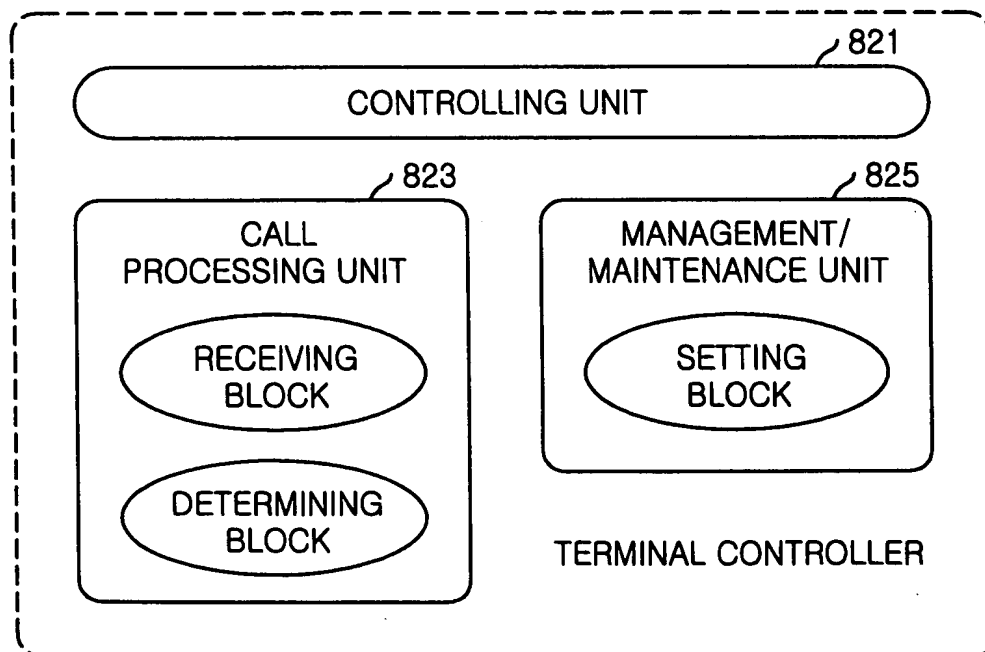 821
CONTROLLING UNIT
823
CALL
PROCESSING UNIT
RECEIVING
BLOCK
DETERMINING
BLOCK
825
MANAGEMENT/
MAINTENANCE UNIT
SETTING
BLOCK
TERMINAL CONTROLLER